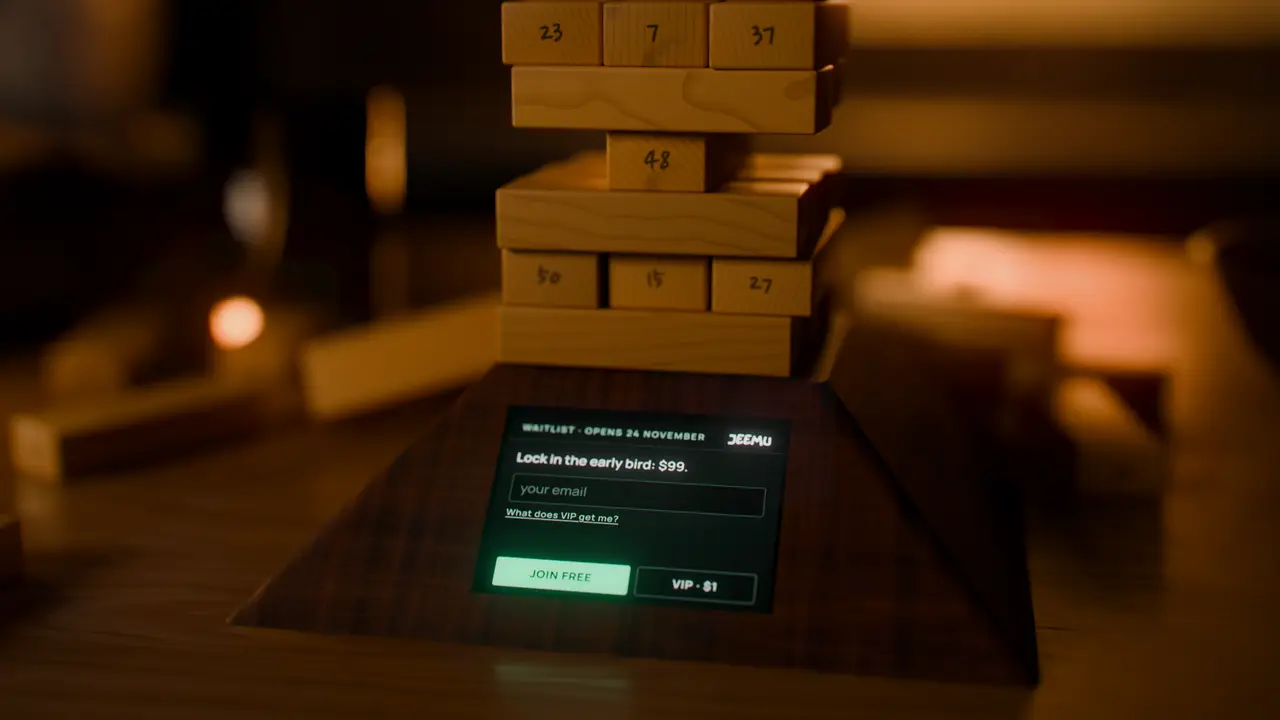 23 7 37
48
50 15 27
WAITLIST · OPENS 24 NOVEMBER JEEMU
Lock in the early bird: $99.
your email
What does VIP get me?
JOIN FREE VIP · $1